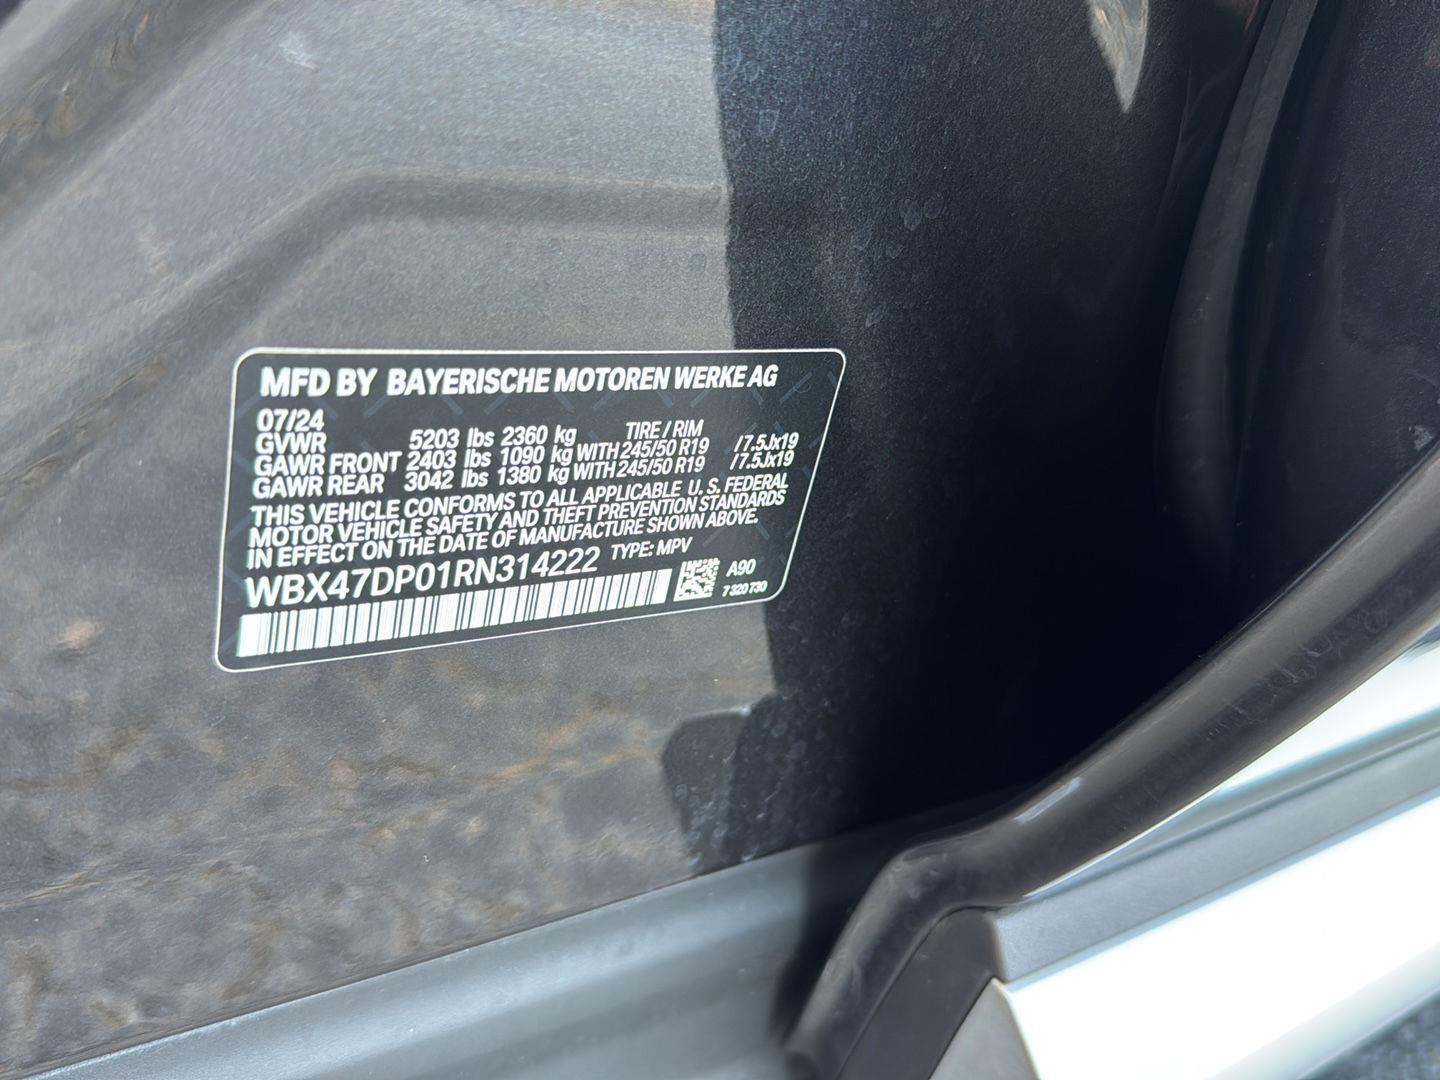 MFD BY BAYERISCHE MOTOREN WERKE AG
07/24
GVWR 5203 lbs 2360 kg TIRE / RIM
GAWR FRONT 2403 lbs 1090 kg WITH 245/50 R19 /7.5Jx19
GAWR REAR 3042 lbs 1380 kg WITH 245/50 R19 /7.5Jx19
THIS VEHICLE CONFORMS TO ALL APPLICABLE U. S. FEDERAL
MOTOR VEHICLE SAFETY AND THEFT PREVENTION STANDARDS
IN EFFECT ON THE DATE OF MANUFACTURE SHOWN ABOVE.
WBX47DP01RN314222 TYPE: MPV
A90
7 320 730